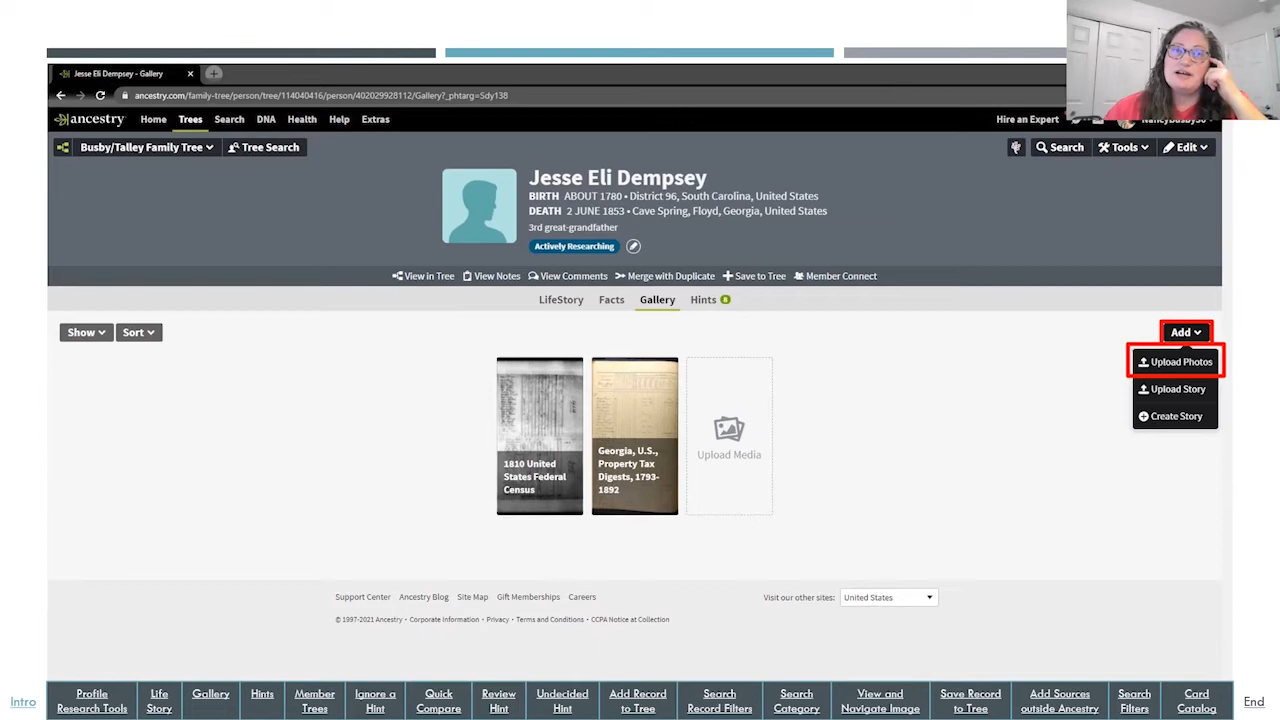 Jesse Eli Dempsey - Gallery
ancestry.com/family-tree/person/tree/114040416/person/402029928112/Gallery?_phtarg=Sdy138
ancestry Home Trees Search DNA Health Help Extras Hire an Expert
Busby/Talley Family Tree Tree Search Search Tools Edit
Jesse Eli Dempsey
BIRTH ABOUT 1780 • District 96, South Carolina, United States
DEATH 2 JUNE 1853 • Cave Spring, Floyd, Georgia, United States
3rd great-grandfather
Actively Researching
View in Tree View Notes View Comments Merge with Duplicate Save to Tree Member Connect
LifeStory Facts Gallery Hints 8
Show Sort Add
Upload Photos
Upload Story
Create Story
1810 United
States Federal
Census
Georgia, U.S.,
Property Tax
Digests, 1793-
1892
Upload Media
Support Center Ancestry Blog Site Map Gift Memberships Careers
Visit our other sites: United States
© 1997-2021 Ancestry • Corporate Information • Privacy • Terms and Conditions • CCPA Notice at Collection
Intro
Profile
Research Tools
Life
Story
Gallery
Hints
Member
Trees
Ignore a
Hint
Quick
Compare
Review
Hint
Undecided
Hint
Add Record
to Tree
Search
Record Filters
Search
Category
View and
Navigate Image
Save Record
to Tree
Add Sources
outside Ancestry
Search
Filters
Card
Catalog
End